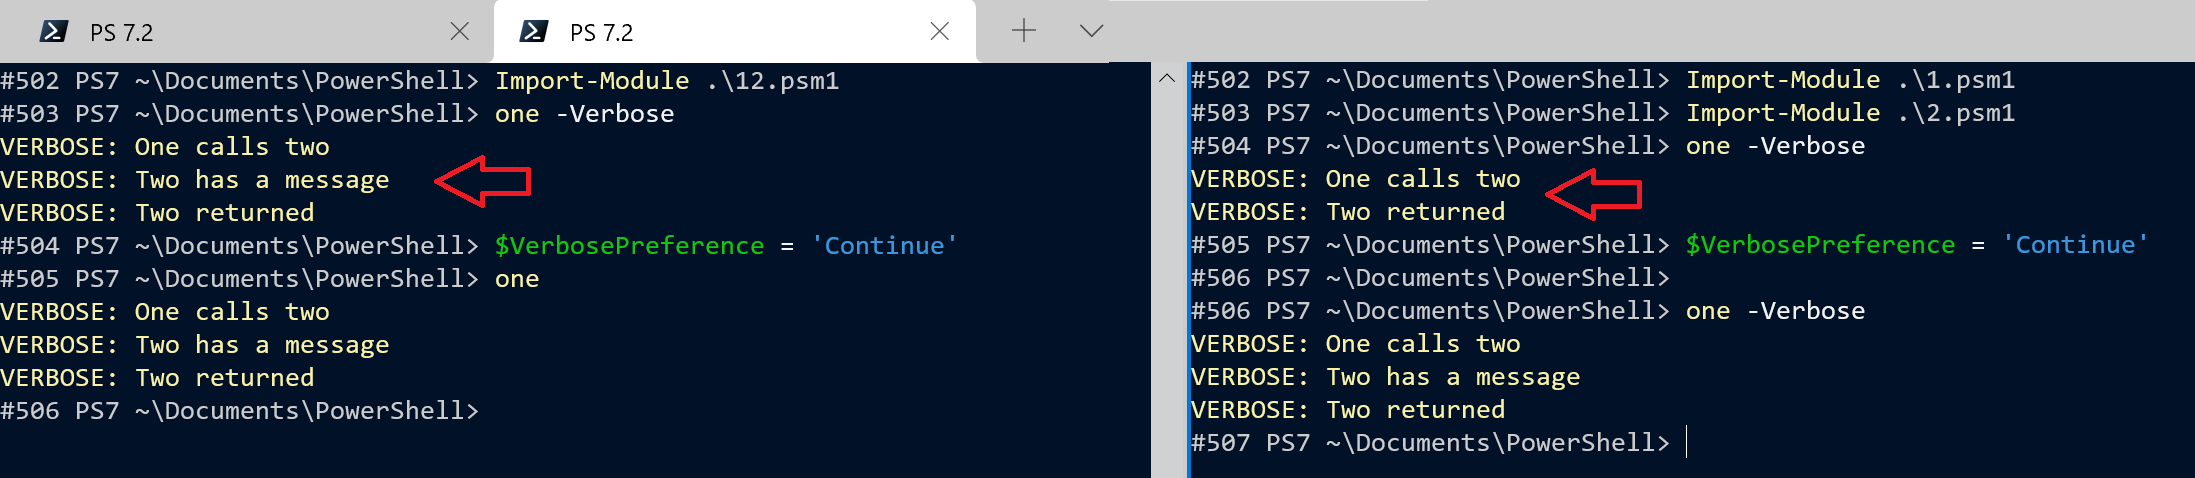 PS 7.2
PS 7.2
#502 PS7 ~\Documents\PowerShell> Import-Module .\12.psm1
#503 PS7 ~\Documents\PowerShell> one -Verbose
VERBOSE: One calls two
VERBOSE: Two has a message
VERBOSE: Two returned
#504 PS7 ~\Documents\PowerShell> $VerbosePreference = 'Continue'
#505 PS7 ~\Documents\PowerShell> one
VERBOSE: One calls two
VERBOSE: Two has a message
VERBOSE: Two returned
#506 PS7 ~\Documents\PowerShell>
#502 PS7 ~\Documents\PowerShell> Import-Module .\1.psm1
#503 PS7 ~\Documents\PowerShell> Import-Module .\2.psm1
#504 PS7 ~\Documents\PowerShell> one -Verbose
VERBOSE: One calls two
VERBOSE: Two returned
#505 PS7 ~\Documents\PowerShell> $VerbosePreference = 'Continue'
#506 PS7 ~\Documents\PowerShell>
#506 PS7 ~\Documents\PowerShell> one -Verbose
VERBOSE: One calls two
VERBOSE: Two has a message
VERBOSE: Two returned
#507 PS7 ~\Documents\PowerShell>